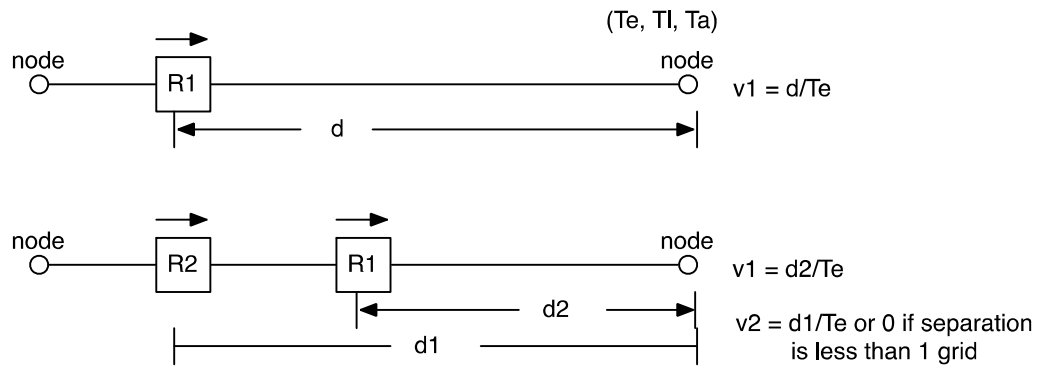 (Te, Tl, Ta)
node
node
R1
v1 = d/Te
d
node
node
R2
R1
v1 = d2/Te
d2
v2 = d1/Te or 0 if separation
is less than 1 grid
d1